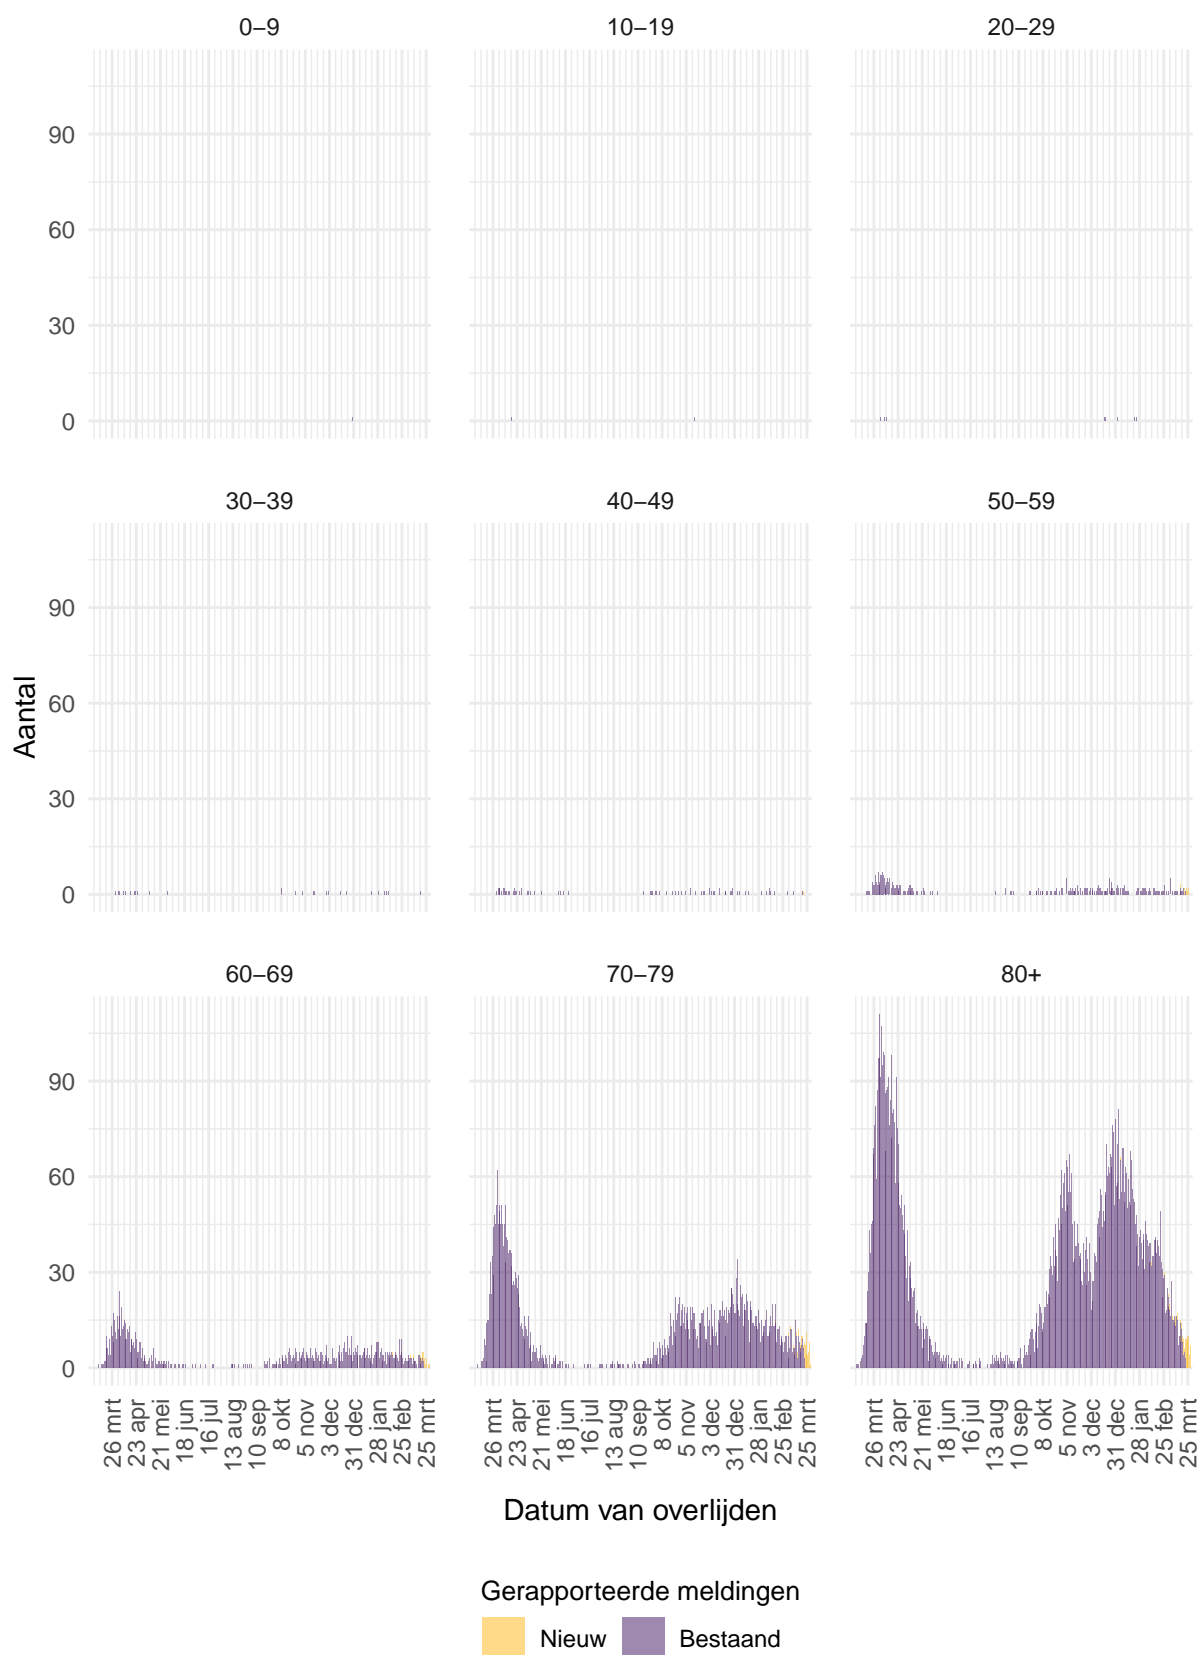 0–9 10–19 20–29
90
60
30
0
30–39 40–49 50–59
90
60
30
0
Aantal
60–69 70–79 80+
90
60
30
0
26 mrt 23 apr 21 mei 18 jun 16 jul 13 aug 10 sep 8 okt 5 nov 3 dec 31 dec 28 jan 25 feb 25 mrt
26 mrt 23 apr 21 mei 18 jun 16 jul 13 aug 10 sep 8 okt 5 nov 3 dec 31 dec 28 jan 25 feb 25 mrt
26 mrt 23 apr 21 mei 18 jun 16 jul 13 aug 10 sep 8 okt 5 nov 3 dec 31 dec 28 jan 25 feb 25 mrt
Datum van overlijden
Gerapporteerde meldingen
Nieuw Bestaand